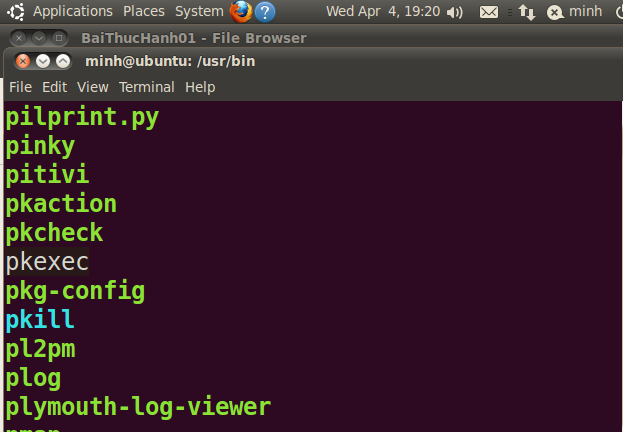 Applications Places System ? Wed Apr 4, 19:20 minh
BaiThucHanh01 - File Browser
minh@ubuntu: /usr/bin
File Edit View Terminal Help
pilprint.py
pinky
pitivi
pkaction
pkcheck
pkexec
pkg-config
pkill
pl2pm
plog
plymouth-log-viewer